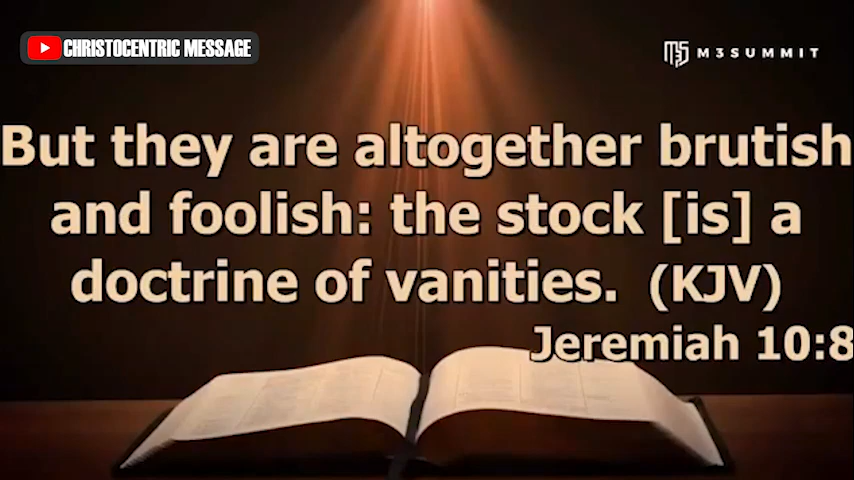 CHRISTOCENTRIC MESSAGE
M3SUMMIT
But they are altogether brutish
and foolish: the stock [is] a
doctrine of vanities. (KJV)
Jeremiah 10:8